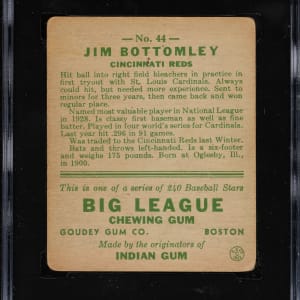 — No. 44 —
JIM BOTTOMLEY
CINCINNATI REDS
Hit ball into right field bleachers in practice in
first tryout with St. Louis Cardinals. Always
could hit, but needed more experience. Sent to
minors for three years, then came back and won
regular place.
Named most valuable player in National League
in 1928. Is classy first baseman as well as fine
batter. Played in four world's series for Cardinals.
Last year hit .296 in 91 games.
Was traded to the Cincinnati Reds last Winter.
Bats and throws left-handed. Is a six-footer
and weighs 175 pounds. Born at Oglesby, Ill.,
in 1900.
This is one of a series of 240 Baseball Stars
BIG LEAGUE
CHEWING GUM
GOUDEY GUM CO. BOSTON
Made by the originators of
INDIAN GUM